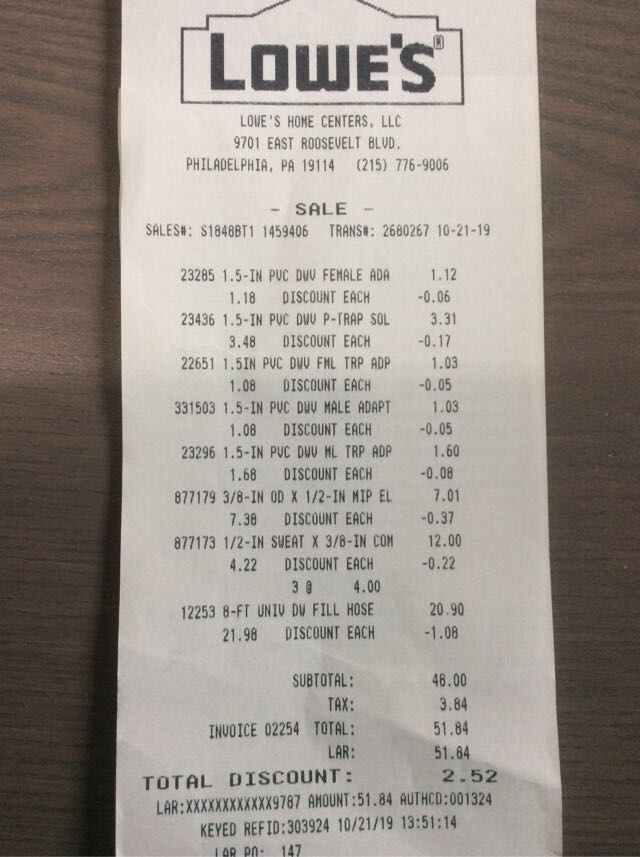 LOWE'S®
LOWE'S HOME CENTERS, LLC
9701 EAST ROOSEVELT BLVD.
PHILADELPHIA, PA 19114 (215) 776-9006
- SALE -
SALES#: S1848BT1 1459406 TRANS#: 2680267 10-21-19
23285 1.5-IN PVC DWV FEMALE ADA 1.12
1.18 DISCOUNT EACH -0.06
23436 1.5-IN PVC DWV P-TRAP SOL 3.31
3.48 DISCOUNT EACH -0.17
22651 1.5IN PVC DWV FML TRP ADP 1.03
1.08 DISCOUNT EACH -0.05
331503 1.5-IN PVC DWV MALE ADAPT 1.03
1.08 DISCOUNT EACH -0.05
23296 1.5-IN PVC DWV ML TRP ADP 1.60
1.68 DISCOUNT EACH -0.08
877179 3/8-IN OD X 1/2-IN MIP EL 7.01
7.38 DISCOUNT EACH -0.37
877173 1/2-IN SWEAT X 3/8-IN COM 12.00
4.22 DISCOUNT EACH -0.22
3 @ 4.00
12253 8-FT UNIV DW FILL HOSE 20.90
21.98 DISCOUNT EACH -1.08
SUBTOTAL: 48.00
TAX: 3.84
INVOICE 02254 TOTAL: 51.84
LAR: 51.84
TOTAL DISCOUNT: 2.52
LAR:XXXXXXXXXXXX9787 AMOUNT:51.84 AUTHCD:001324
KEYED REFID:303924 10/21/19 13:51:14
LAR PO: 147